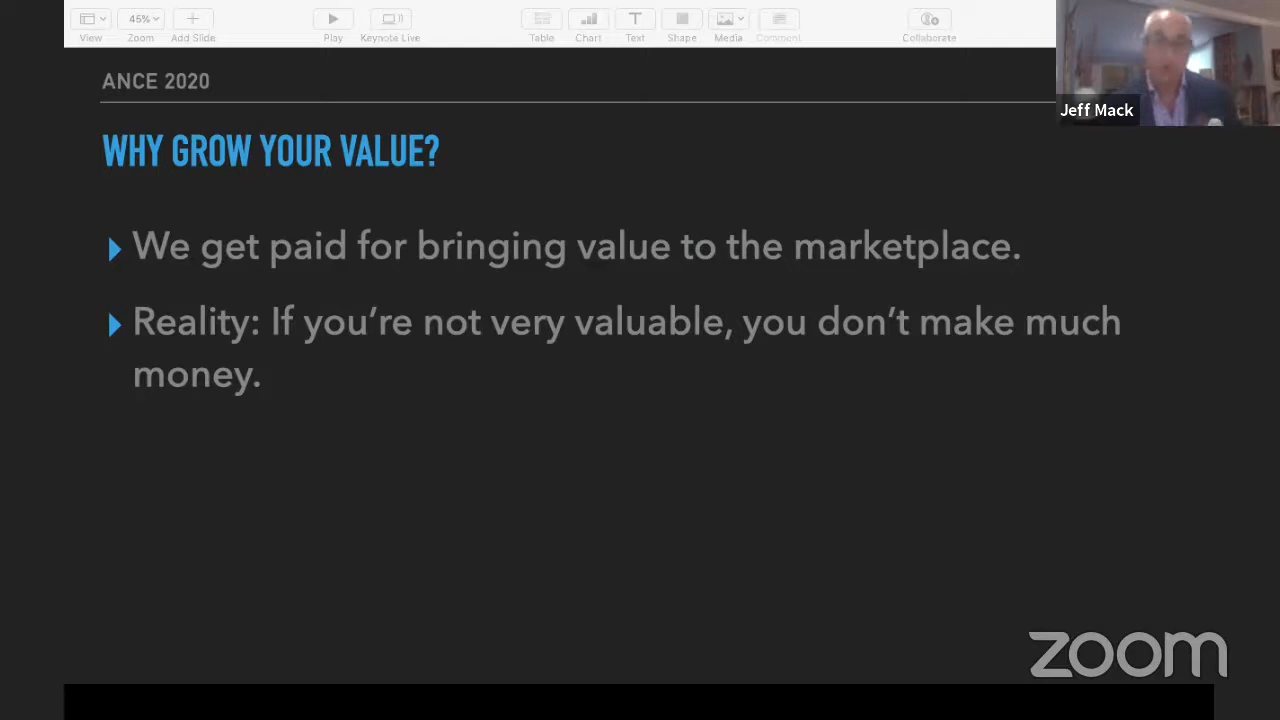 45%
View
Zoom
Add Slide
Play
Keynote Live
Table
Chart
T
Text
Shape
Media
Comment
Collaborate
Jeff Mack
ANCE 2020
WHY GROW YOUR VALUE?
We get paid for bringing value to the marketplace.
Reality: If you’re not very valuable, you don’t make much
money.
zoom